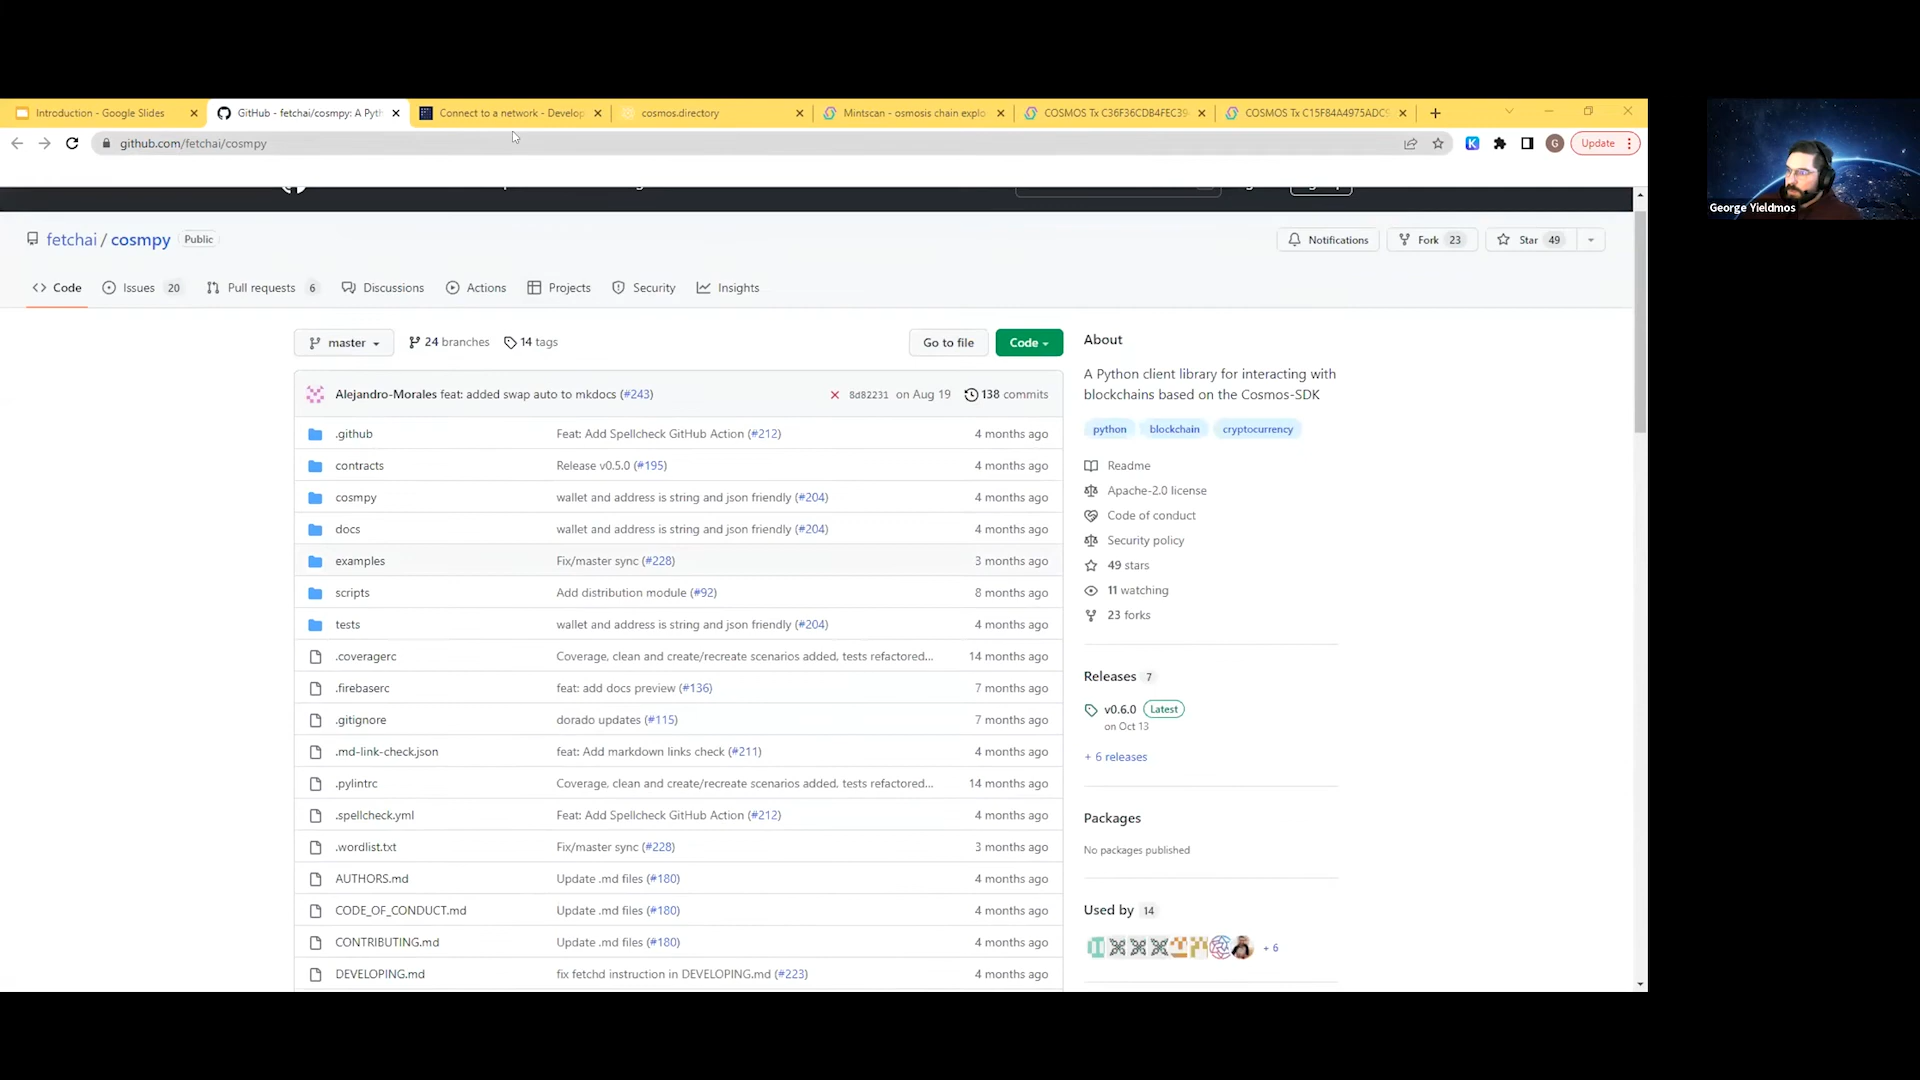 Introduction - Google Slides
GitHub - fetchai/cosmpy: A Pyth
Connect to a network - Develop
cosmos.directory
Mintscan - osmosis chain explo
COSMOS Tx C36F36CDB4FEC39
COSMOS Tx C15F84A4975ADC9
github.com/fetchai/cosmpy
K
G
Update
George Yieldmos
fetchai / cosmpy Public
Notifications
Fork 23
Star 49
Code
Issues 20
Pull requests 6
Discussions
Actions
Projects
Security
Insights
master
24 branches
14 tags
Go to file
Code
Alejandro-Morales feat: added swap auto to mkdocs (#243) 8d82231 on Aug 19 138 commits
.github Feat: Add Spellcheck GitHub Action (#212) 4 months ago
contracts Release v0.5.0 (#195) 4 months ago
cosmpy wallet and address is string and json friendly (#204) 4 months ago
docs wallet and address is string and json friendly (#204) 4 months ago
examples Fix/master sync (#228) 3 months ago
scripts Add distribution module (#92) 8 months ago
tests wallet and address is string and json friendly (#204) 4 months ago
.coveragerc Coverage, clean and create/recreate scenarios added, tests refactored... 14 months ago
.firebaserc feat: add docs preview (#136) 7 months ago
.gitignore dorado updates (#115) 7 months ago
.md-link-check.json feat: Add markdown links check (#211) 4 months ago
.pylintrc Coverage, clean and create/recreate scenarios added, tests refactored... 14 months ago
.spellcheck.yml Feat: Add Spellcheck GitHub Action (#212) 4 months ago
.wordlist.txt Fix/master sync (#228) 3 months ago
AUTHORS.md Update .md files (#180) 4 months ago
CODE_OF_CONDUCT.md Update .md files (#180) 4 months ago
CONTRIBUTING.md Update .md files (#180) 4 months ago
DEVELOPING.md fix fetchd instruction in DEVELOPING.md (#223) 4 months ago
About
A Python client library for interacting with
blockchains based on the Cosmos-SDK
python blockchain cryptocurrency
Readme
Apache-2.0 license
Code of conduct
Security policy
49 stars
11 watching
23 forks
Releases 7
v0.6.0 Latest
on Oct 13
+ 6 releases
Packages
No packages published
Used by 14
+ 6